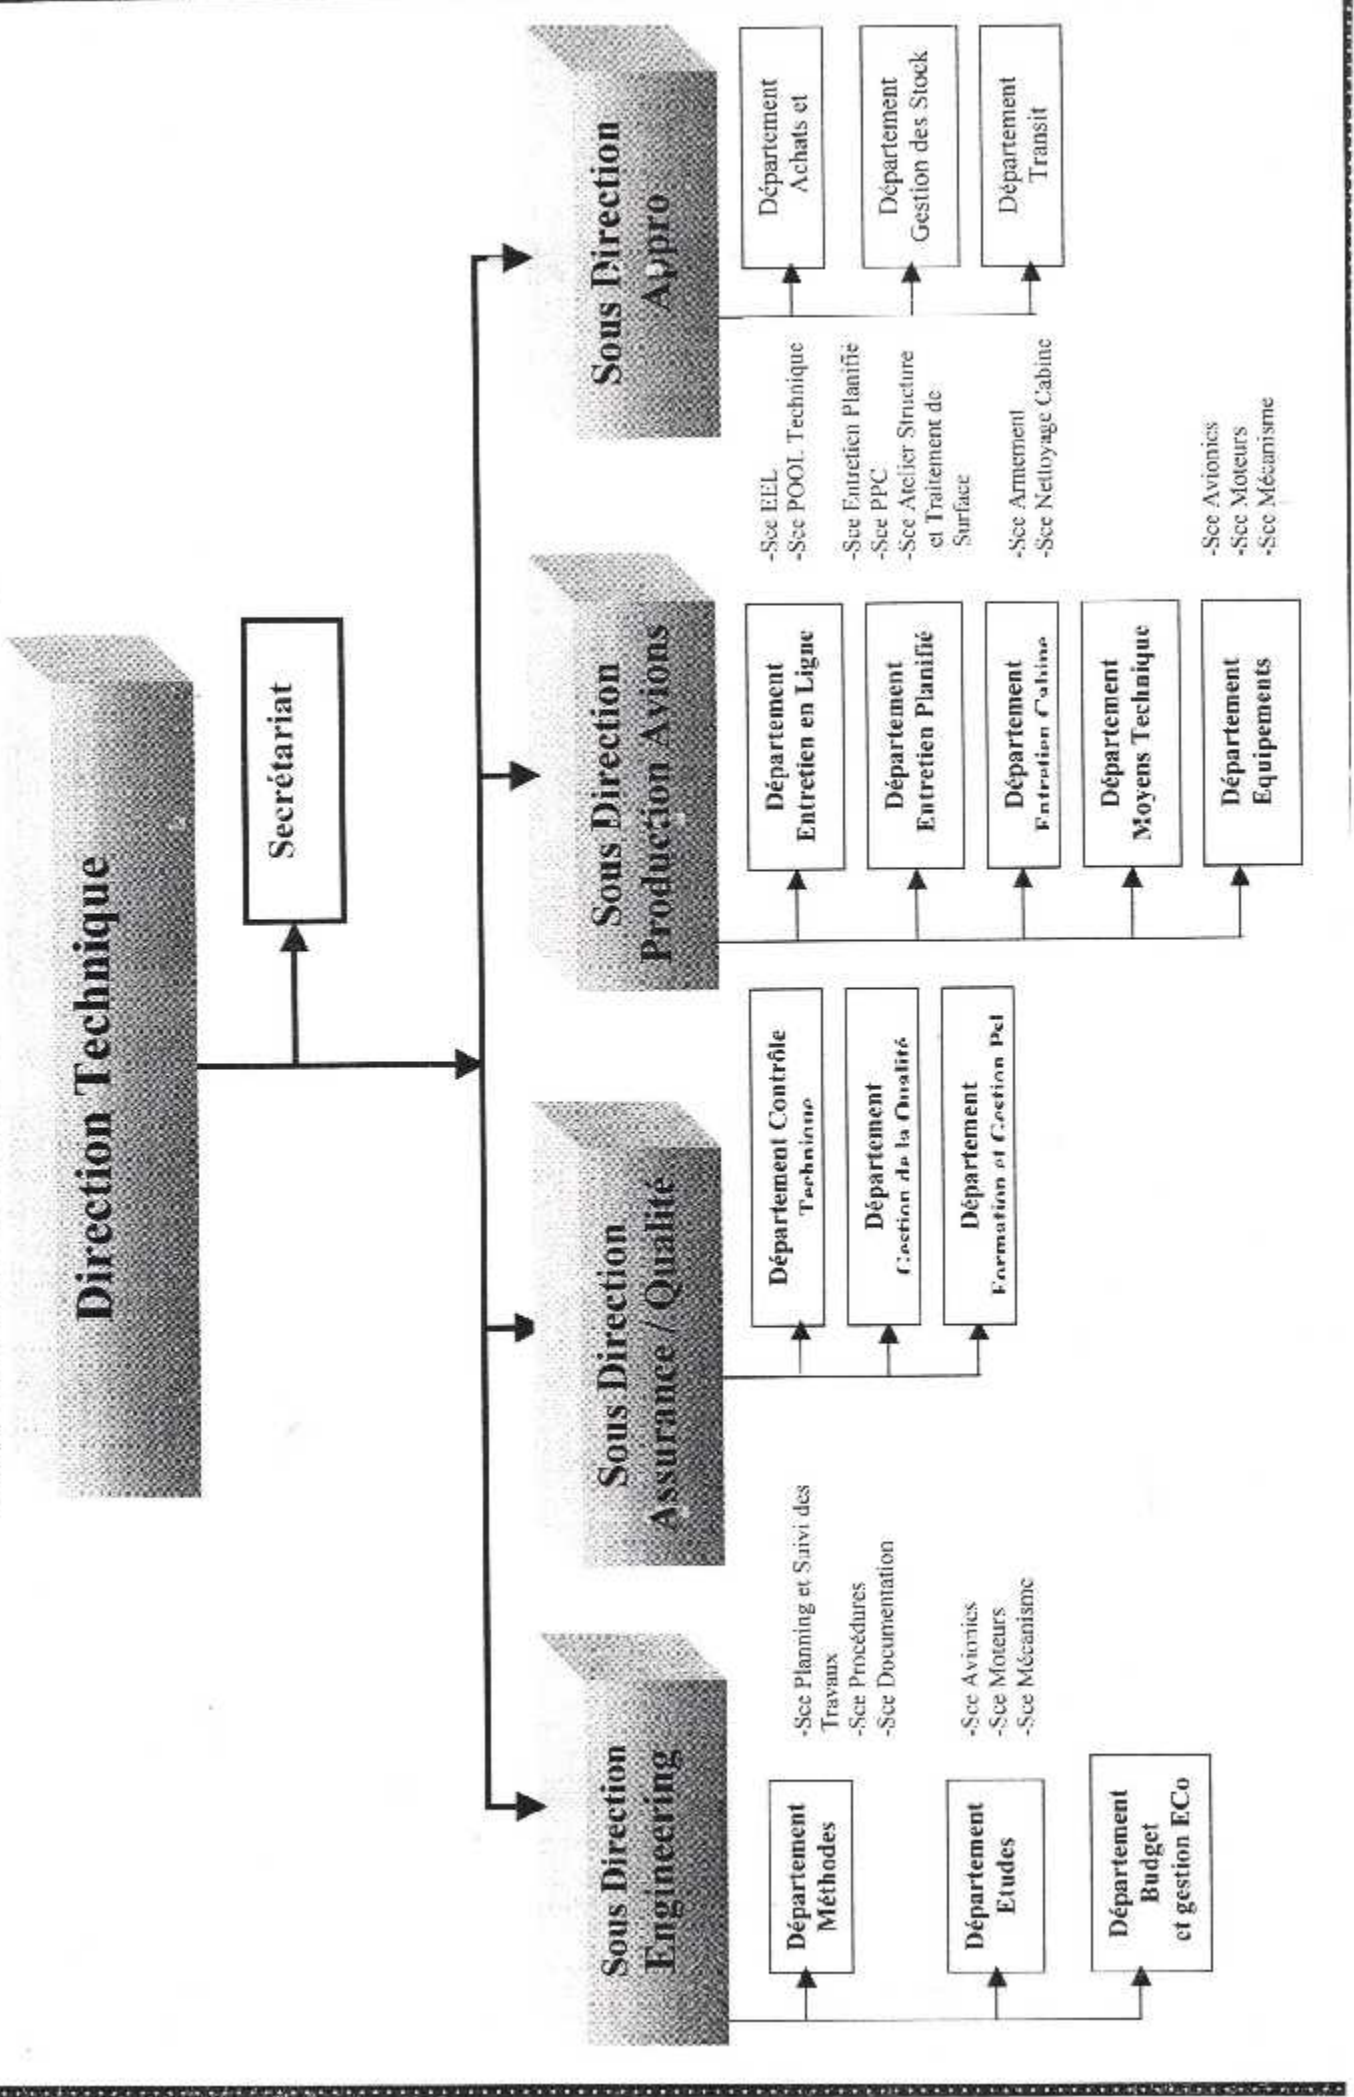 Direction Technique
Secrétariat
Sous Direction
Engineering
Département
Méthodes
-Sce Planning et Suivi des
Travaux
-Sce Procédures
-Sce Documentation
Département
Etudes
-Sce Avionics
-Sce Moteurs
-Sce Mécanisme
Département
Budget
et gestion ECo
Sous Direction
Assurance / Qualité
Département Contrôle
Technique
Département
Gestion de la Qualité
Département
Formation et Gestion Pel
Sous Direction
Production Avions
Département
Entretien en Ligne
-Sce EEL
-Sce POOL Technique
Département
Entretien Planifié
-Sce Entretien Planifié
-Sce PPC
-Sce Atelier Structure
et Traitement de
Surface
Département
Entretien Cabine
-Sce Armement
-Sce Nettoyage Cabine
Département
Moyens Technique
Département
Equipements
-Sce Avionics
-Sce Moteurs
-Sce Mécanisme
Sous Direction
Appro
Département
Achats et
Département
Gestion des Stock
Département
Transit